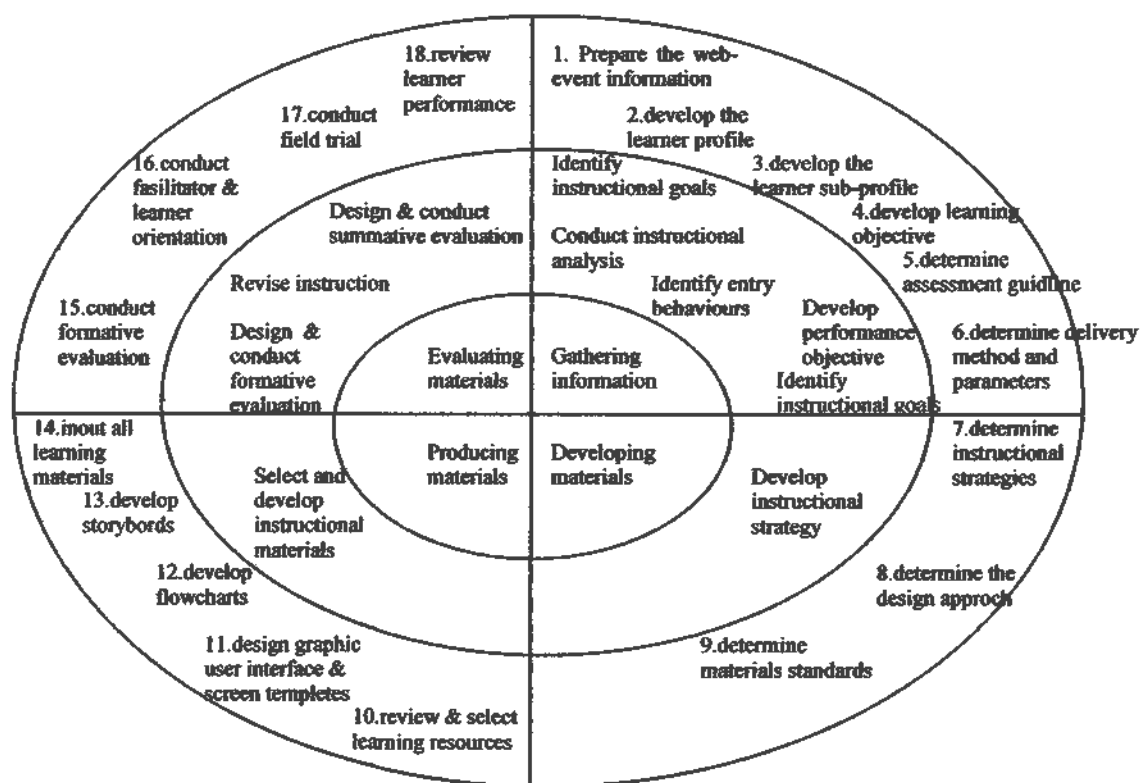 18.review
learner
performance
1. Prepare the web-
event information
17.conduct
field trial
2.develop the
learner profile
16.conduct
fasilitator &
learner
orientation
Identify
instructional goals
3.develop the
learner sub-profile
Design & conduct
summative evaluation
4.develop learning
objective
Conduct instructional
analysis
5.determine
assessment guidline
Revise instruction
Identify entry
behaviours
15.conduct
formative
evaluation
Design &
conduct
formative
evaluation
Evaluating
materials
Gathering
information
Develop
performance
objective
Identify
instructional goals
6.determine delivery
method and
parameters
14.inout all
learning
materials
Producing
materials
Developing
materials
7.determine
instructional
strategies
13.develop
storybords
Select and
develop
instructional
materials
Develop
instructional
strategy
12.develop
flowcharts
8.determine the
design approch
11.design graphic
user interface &
screen templetes
9.determine
materials standards
10.review & select
learning resources